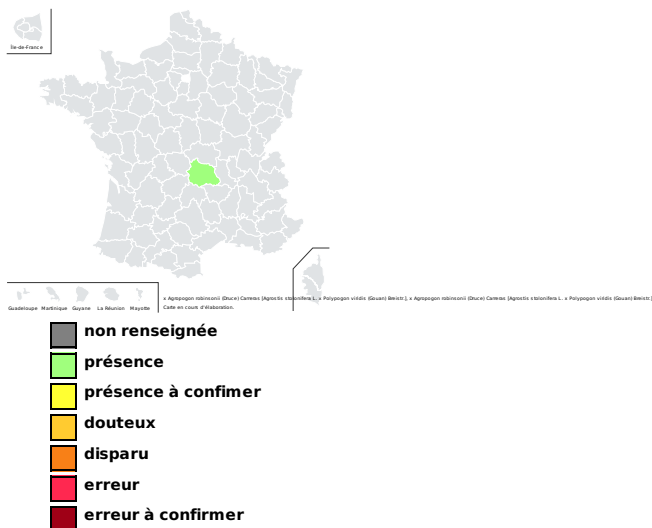 Île-de-France
Guadeloupe Martinique Guyane La Réunion Mayotte
x Agropogon robinsonii (Druce) Carreras [Agrostis stolonifera L. x Polypogon viridis (Gouan) Breistr.], x Agropogon robinsonii (Druce) Carreras [Agrostis stolonifera L. x Polypogon viridis (Gouan) Breistr.]
Carte en cours d'élaboration.
non renseignée
présence
présence à confimer
douteux
disparu
erreur
erreur à confirmer